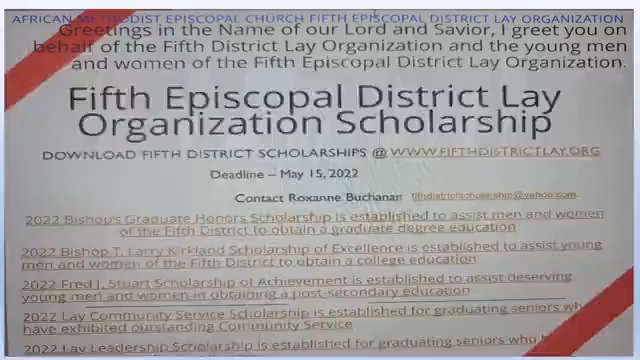 AFRICAN METHODIST EPISCOPAL CHURCH FIFTH EPISCOPAL DISTRICT LAY ORGANIZATION
Greetings in the Name of our Lord and Savior, I greet you on
behalf of the Fifth District Lay Organization and the young men
and women of the Fifth Episcopal District Lay Organization.
Fifth Episcopal District Lay
Organization Scholarship
DOWNLOAD FIFTH DISTRICT SCHOLARSHIPS @ WWW.FIFTHDISTRICTLAY.ORG
Deadline – May 15, 2022
Contact Roxanne Buchanan
2022 Bishop's Graduate Honors Scholarship is established to assist men and women
of the Fifth District to obtain a graduate degree education
2022 Bishop T. Larry Kirkland Scholarship of Excellence is established to assist young
men and women of the Fifth District to obtain a college education
2022 Fred J. Stuart Scholarship of Achievement is established to assist deserving
young men and women in obtaining a post-secondary education
2022 Lay Community Service Scholarship is established for graduating seniors
have exhibited outstanding Community Service
2022 Lay Leadership Scholarship is established for graduating seniors